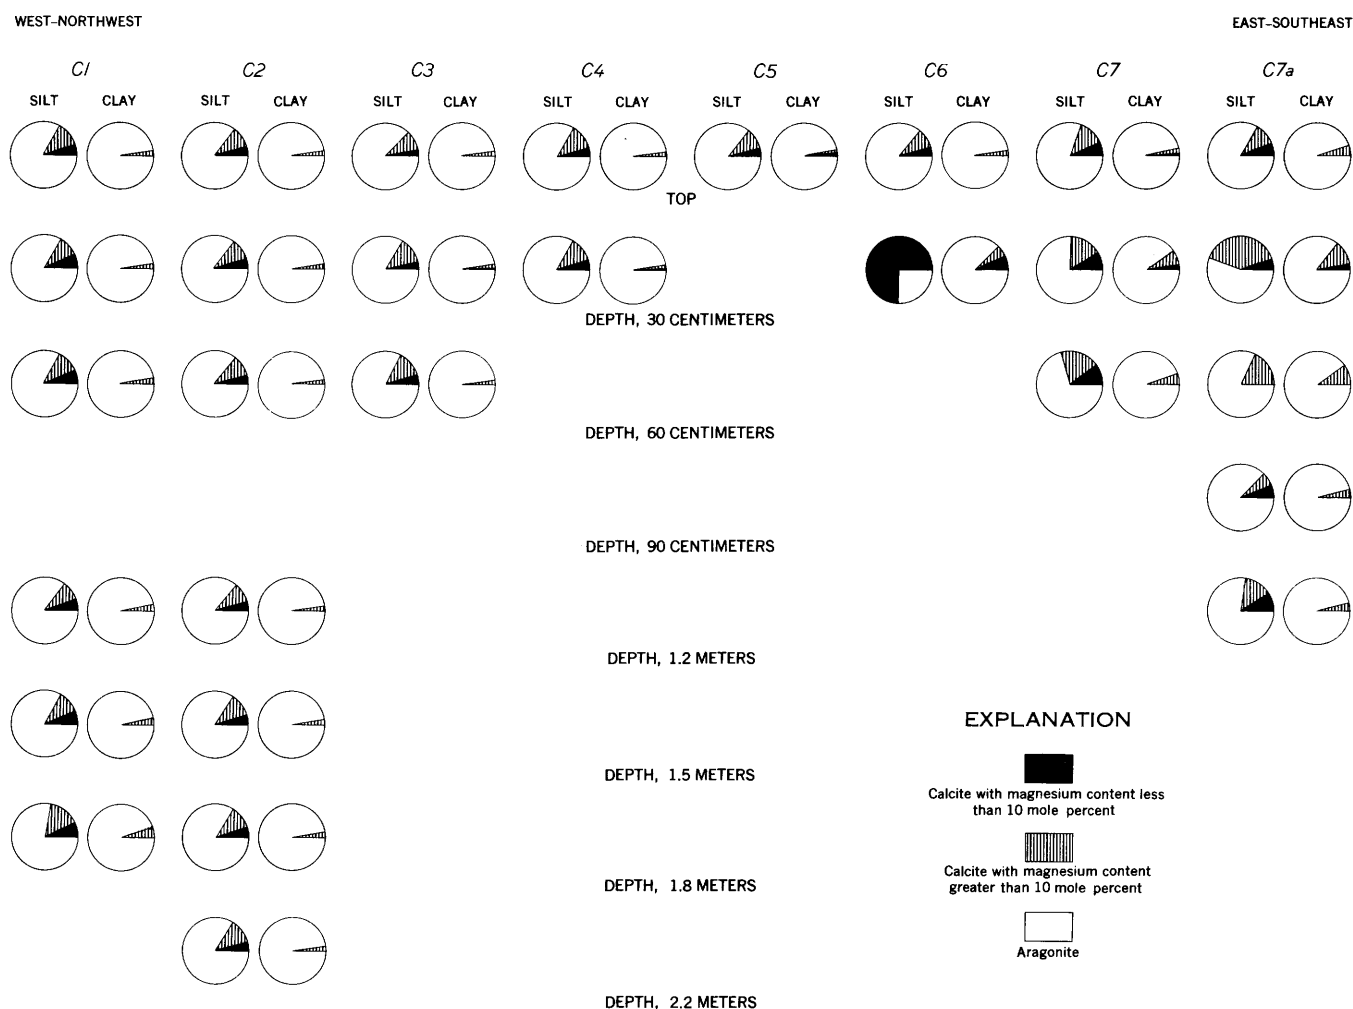 WEST–NORTHWEST EAST–SOUTHEAST
C1 C2 C3 C4 C5 C6 C7 C7a
SILT CLAY SILT CLAY SILT CLAY SILT CLAY SILT CLAY SILT CLAY SILT CLAY SILT CLAY
TOP
DEPTH, 30 CENTIMETERS
DEPTH, 60 CENTIMETERS
DEPTH, 90 CENTIMETERS
DEPTH, 1.2 METERS
DEPTH, 1.5 METERS
DEPTH, 1.8 METERS
DEPTH, 2.2 METERS
EXPLANATION
Calcite with magnesium content less
than 10 mole percent
Calcite with magnesium content
greater than 10 mole percent
Aragonite